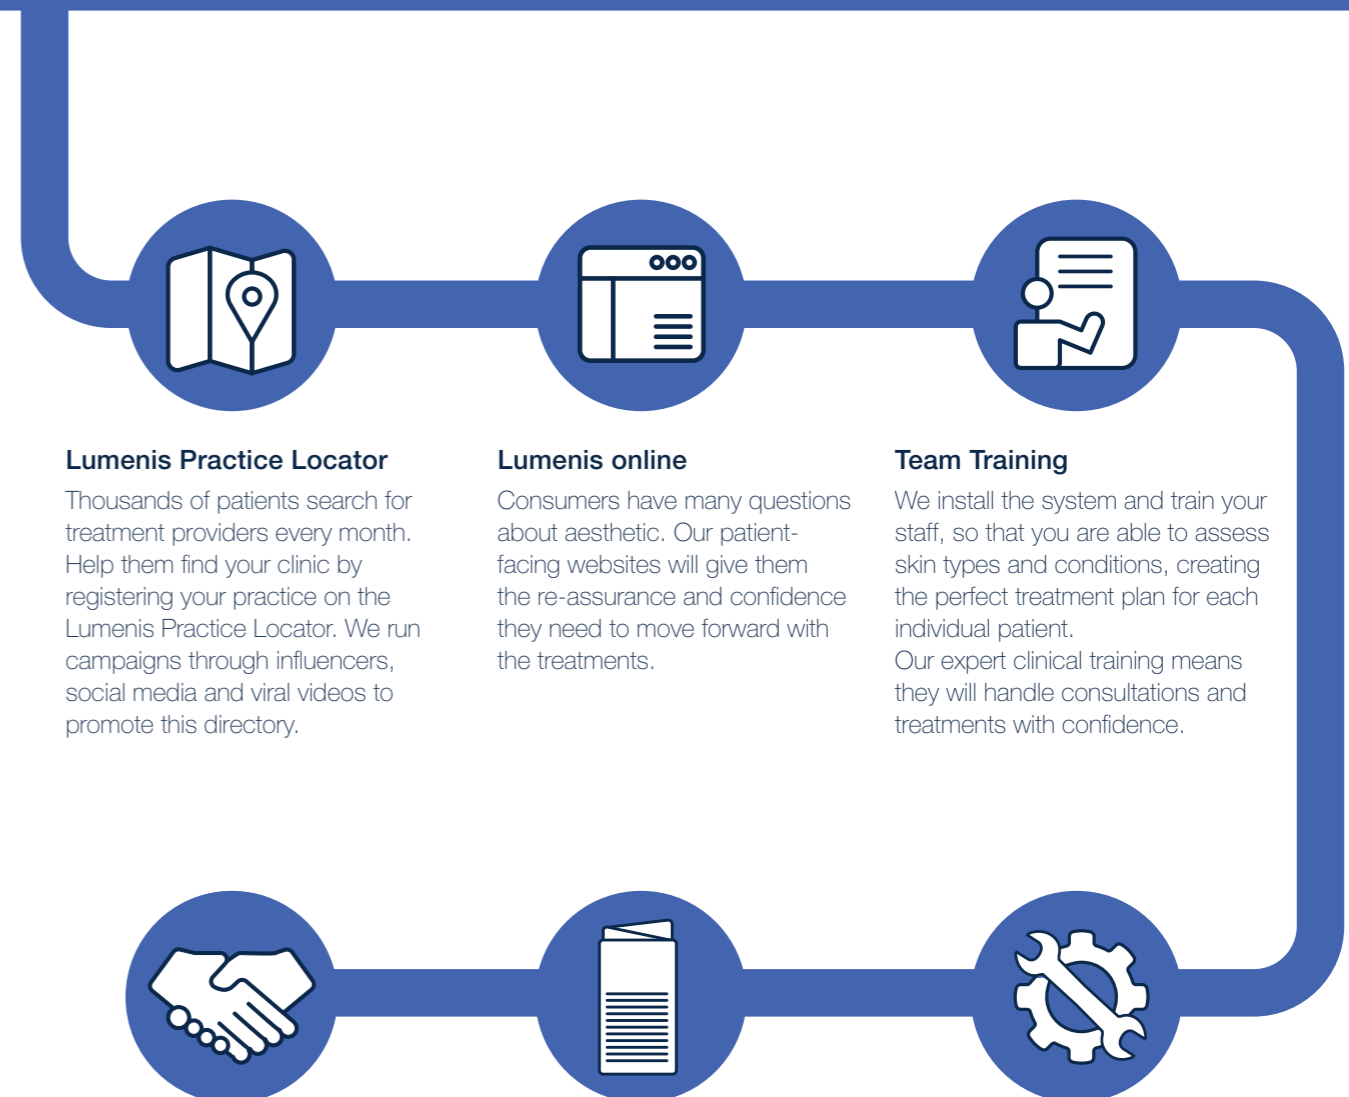 Lumenis Practice Locator
Thousands of patients search for
treatment providers every month.
Help them find your clinic by
registering your practice on the
Lumenis Practice Locator. We run
campaigns through influencers,
social media and viral videos to
promote this directory.
Lumenis online
Consumers have many questions
about aesthetic. Our patient-
facing websites will give them
the re-assurance and confidence
they need to move forward with
the treatments.
Team Training
We install the system and train your
staff, so that you are able to assess
skin types and conditions, creating
the perfect treatment plan for each
individual patient.
Our expert clinical training means
they will handle consultations and
treatments with confidence.